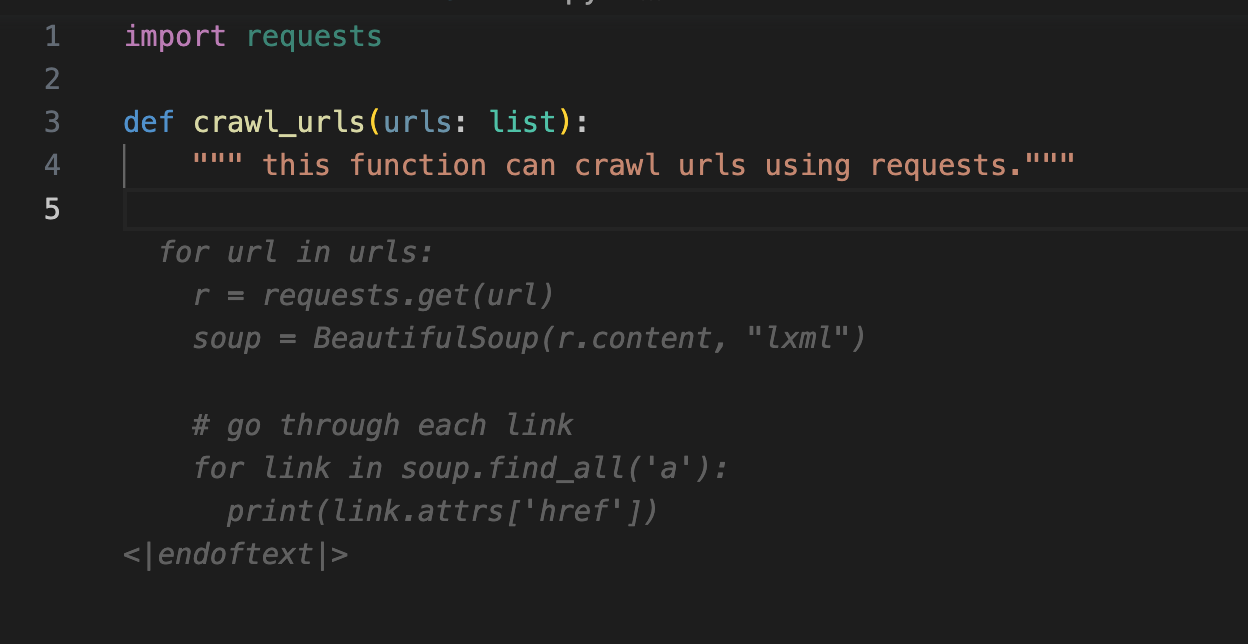 1 import requests
2
3 def crawl_urls(urls: list):
4     """ this function can crawl urls using requests."""
5
  for url in urls:
    r = requests.get(url)
    soup = BeautifulSoup(r.content, "lxml")

    # go through each link
    for link in soup.find_all('a'):
      print(link.attrs['href'])
<|endoftext|>